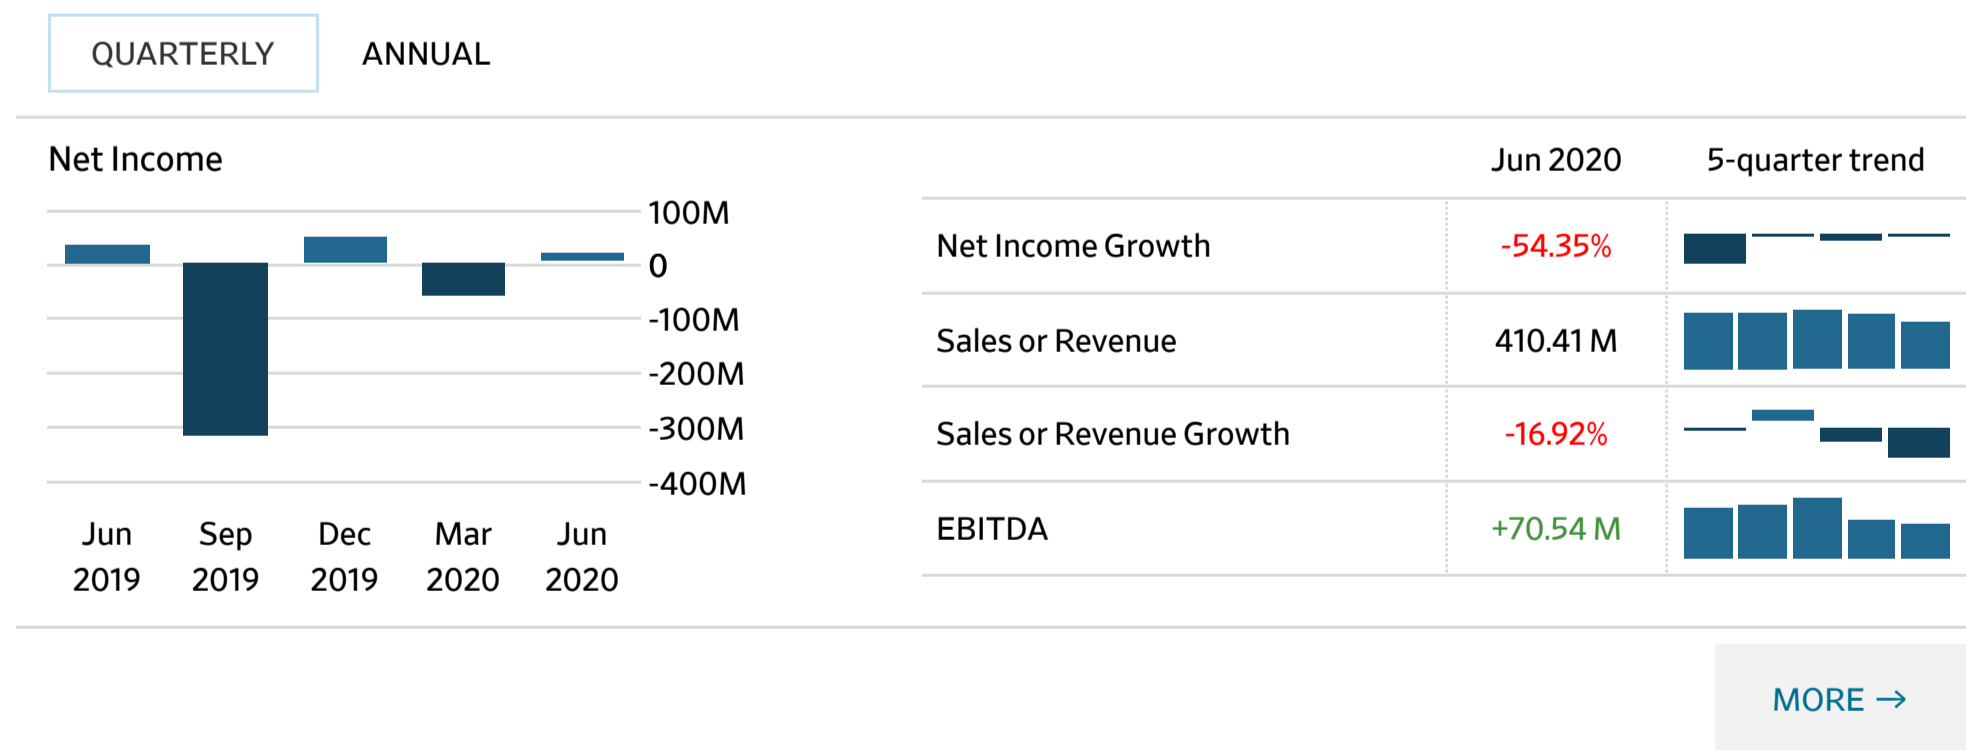 QUARTERLY ANNUAL
Net Income
100M
0
-100M
-200M
-300M
-400M
Jun Sep Dec Mar Jun
2019 2019 2019 2020 2020
Jun 2020 5-quarter trend
Net Income Growth -54.35%
Sales or Revenue 410.41 M
Sales or Revenue Growth -16.92%
EBITDA +70.54 M
MORE →